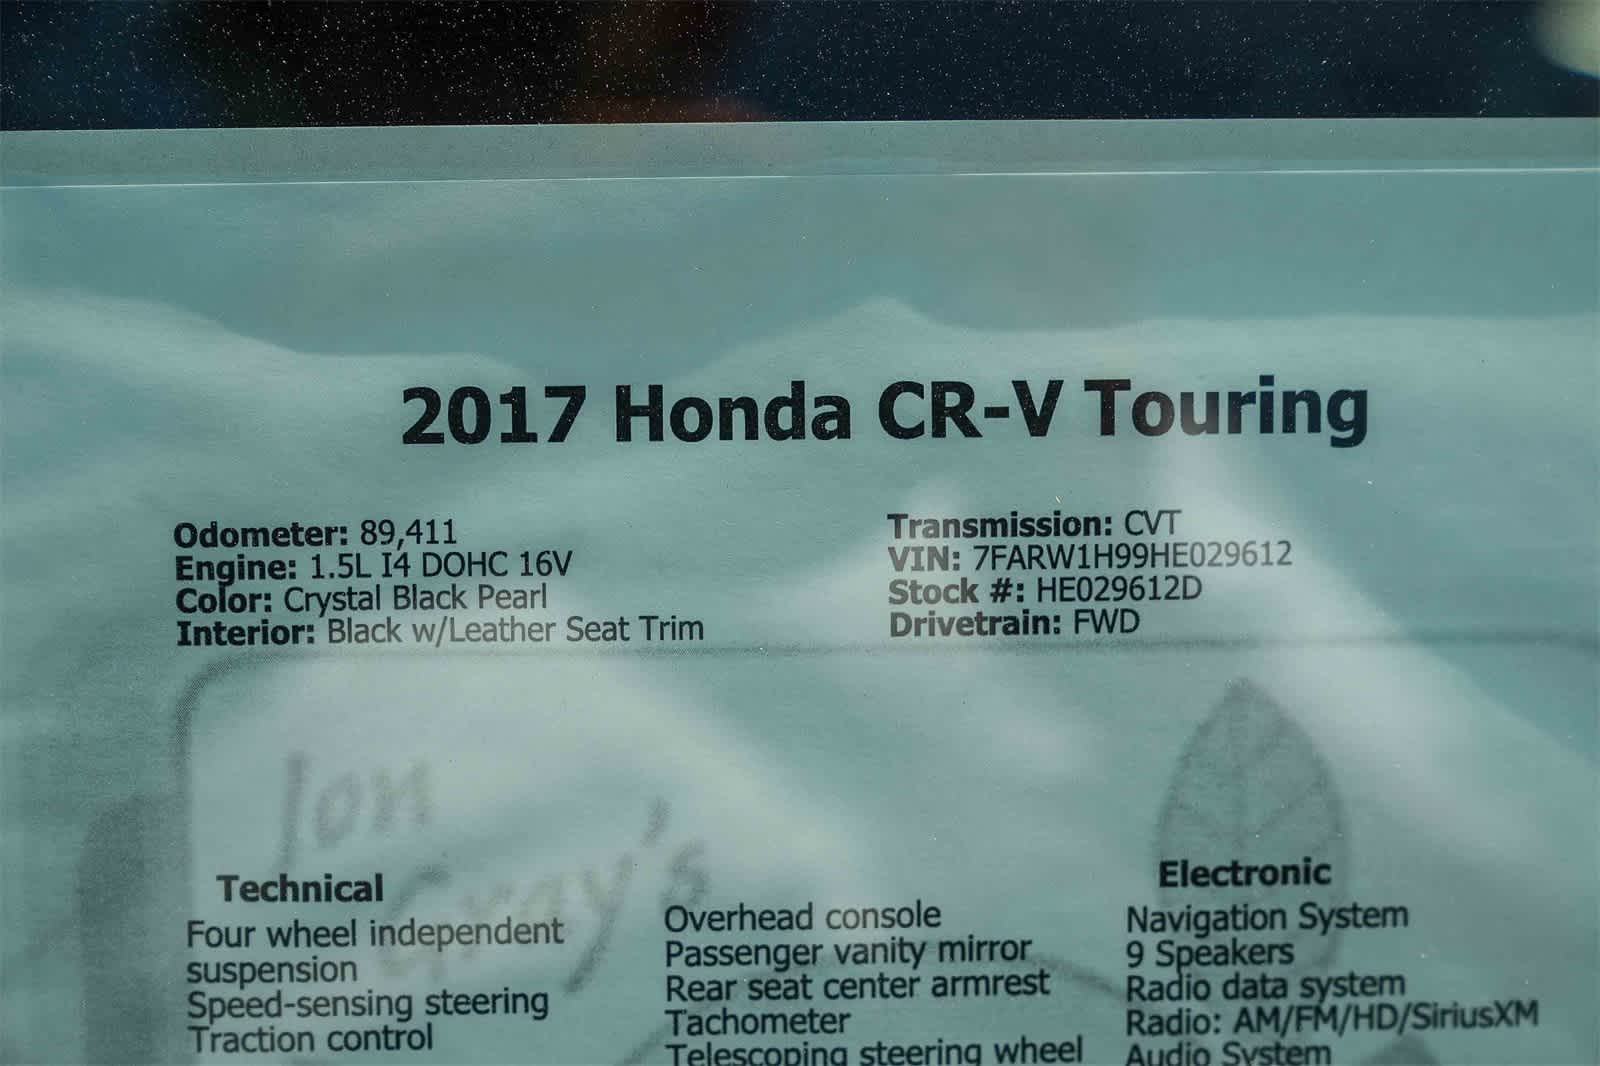 2017 Honda CR-V Touring
Odometer: 89,411
Engine: 1.5L I4 DOHC 16V
Color: Crystal Black Pearl
Interior: Black w/Leather Seat Trim
Transmission: CVT
VIN: 7FARW1H99HE029612
Stock #: HE029612D
Drivetrain: FWD
Jon
Gray's
Technical
Four wheel independent
suspension
Speed-sensing steering
Traction control
Overhead console
Passenger vanity mirror
Rear seat center armrest
Tachometer
Telescoping steering wheel
Electronic
Navigation System
9 Speakers
Radio data system
Radio: AM/FM/HD/SiriusXM
Audio System